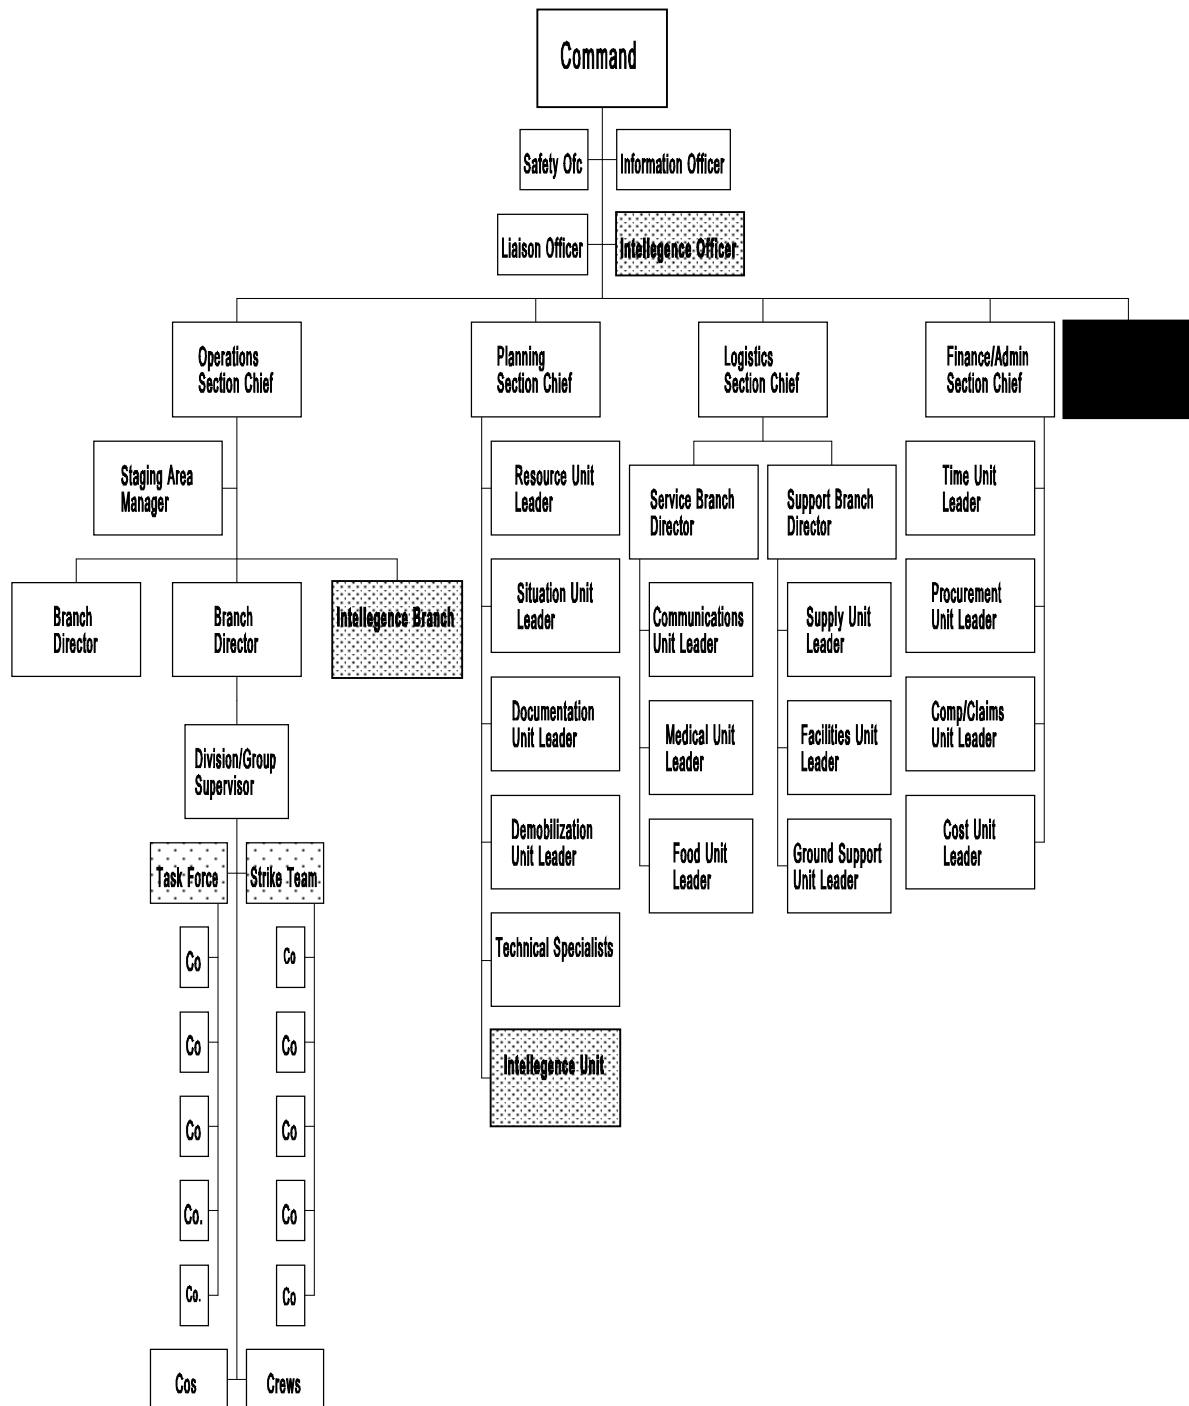 Command
Safety Ofc
Information Officer
Liaison Officer
Intellegence Officer
Operations
Section Chief
Planning
Section Chief
Logistics
Section Chief
Finance/Admin
Section Chief
Staging Area
Manager
Branch
Director
Branch
Director
Intellegence Branch
Division/Group
Supervisor
Task Force
Strike Team
Co
Co
Co
Co.
Co.
Co
Co
Co
Co
Co
Cos
Crews
Resource Unit
Leader
Situation Unit
Leader
Documentation
Unit Leader
Demobilization
Unit Leader
Technical Specialists
Intellegence Unit
Service Branch
Director
Communications
Unit Leader
Medical Unit
Leader
Food Unit
Leader
Support Branch
Director
Supply Unit
Leader
Facilities Unit
Leader
Ground Support
Unit Leader
Time Unit
Leader
Procurement
Unit Leader
Comp/Claims
Unit Leader
Cost Unit
Leader